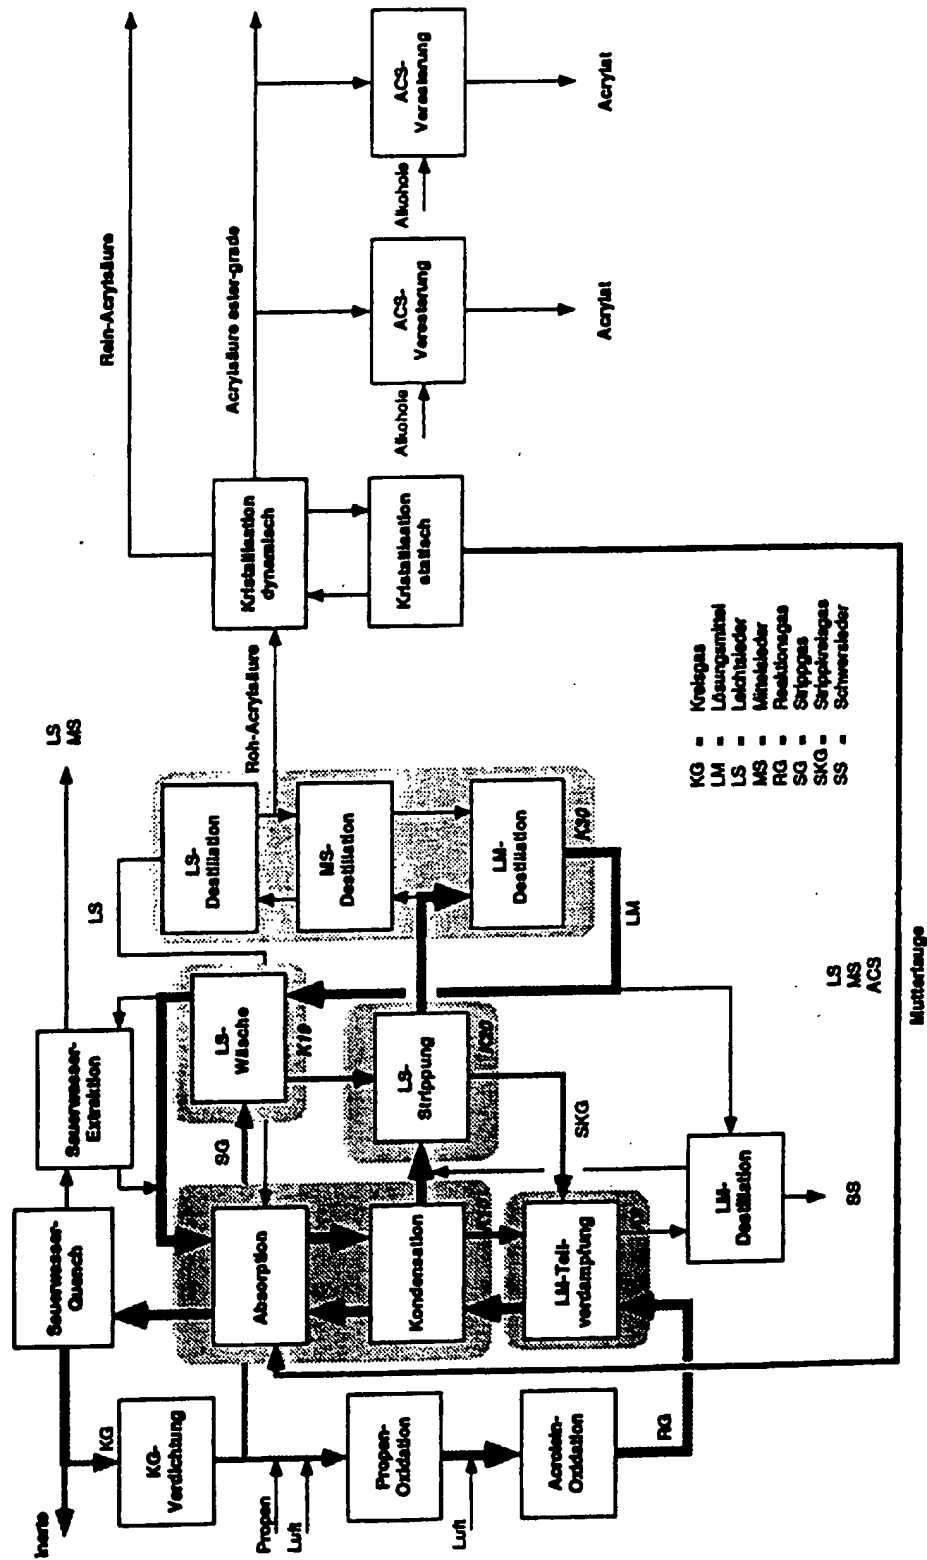 Inerte
Sauerwasser-
Quench
Sauerwasser-
Extraktion
LS
MS
KG
LS
Rein-Acrylsäure
KG-
Verdichtung
LS-
Wäsche
LS-
Destillation
SG
K19
Roh-Acrylsäure
Acrylsäure ester-grade
Propen
Luft
Absorption
Kristallisation
dynamisch
MS-
Destillation
Propen-
Oxidation
Kondensation
LS-
Strippung
Kristallisation
statisch
Alkohole
ACS-
Veresterung
Alkohole
ACS-
Veresterung
Luft
K10
K20
LM-
Destillation
Acrolein-
Oxidation
LM-Teil-
verdampfung
SKG
K30
Acrylat
Acrylat
LM
RG
LM-
Destillation
SS
KG = Kreisgas
LM = Lösungsmittel
LS = Leichtsieder
MS = Mittelsieder
RG = Reaktionsgas
SG = Strippgas
SKG = Strippkreisgas
SS = Schwersieder
LS
MS
ACS
Mutterlauge